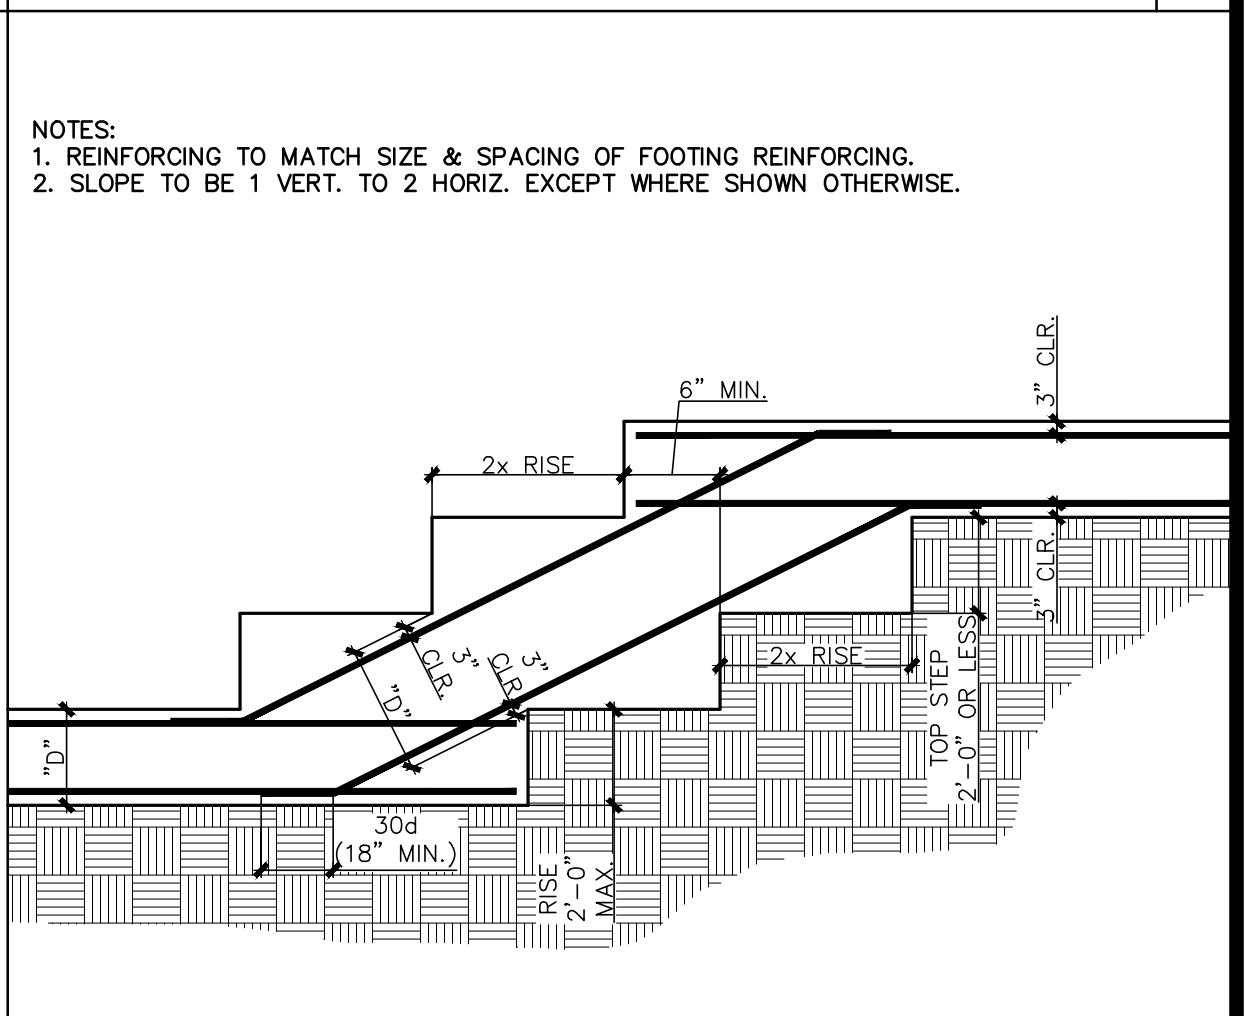 NOTES:
1. REINFORCING TO MATCH SIZE & SPACING OF FOOTING REINFORCING.
2. SLOPE TO BE 1 VERT. TO 2 HORIZ. EXCEPT WHERE SHOWN OTHERWISE.
3" CLR.
6" MIN.
2x RISE
3" CLR.
3"
CLR.
3"
CLR.
"D"
2x RISE
TOP STEP
2'-0" OR LESS
"D"
30d
(18" MIN.)
RISE
2'-0"
MAX.